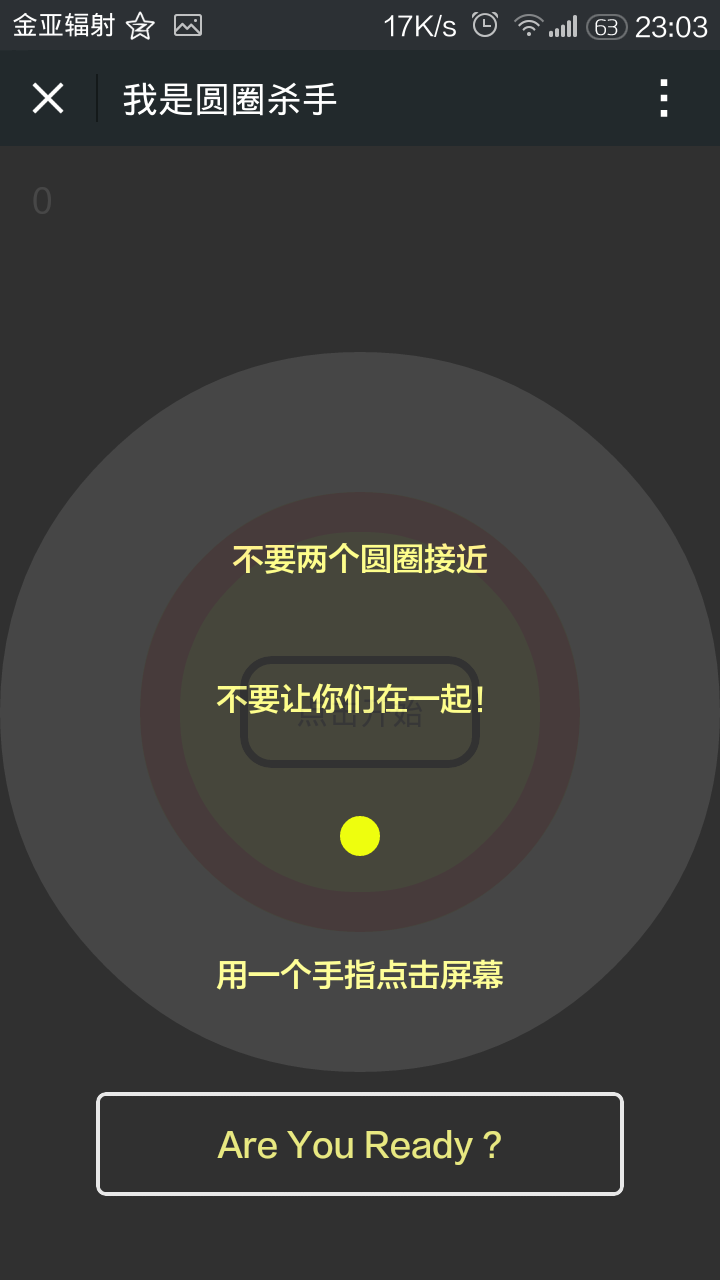 金亚辐射 17K/s 63 23:03
我是圆圈杀手
0
不要两个圆圈接近
不要让你们在一起!
点击开始
用一个手指点击屏幕
Are You Ready ?